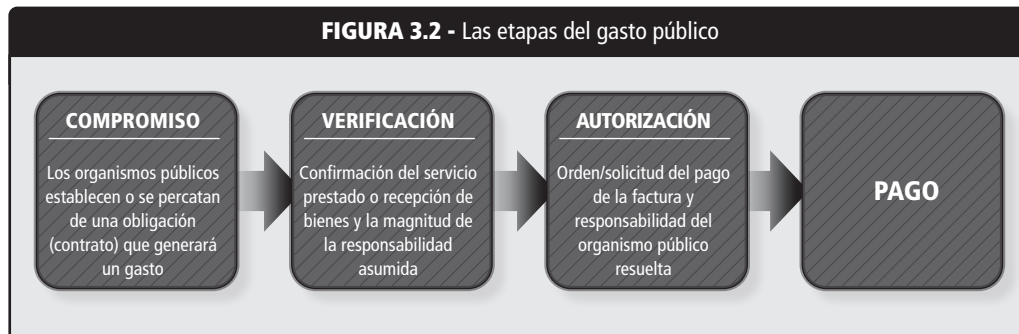 FIGURA 3.2 - Las etapas del gasto público
COMPROMISO
Los organismos públicos
establecen o se percatan
de una obligación
(contrato) que generará
un gasto
VERIFICACIÓN
Confirmación del servicio
prestado o recepción de
bienes y la magnitud de
la responsabilidad
asumida
AUTORIZACIÓN
Orden/solicitud del pago
de la factura y
responsabilidad del
organismo público
resuelta
PAGO